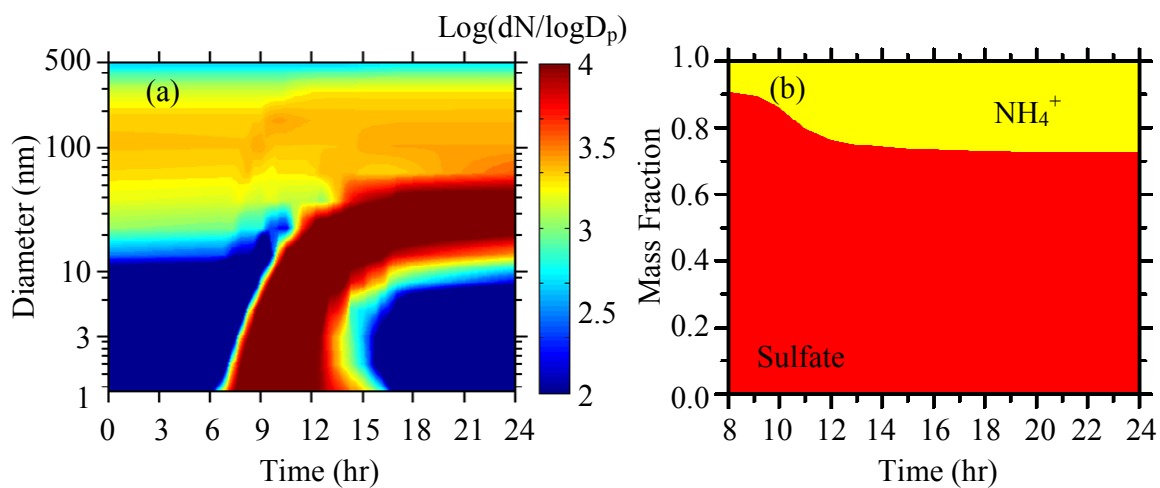 Log(dN/logDp)
500
100
10
3
1
Diameter (nm)
(a)
0 3 6 9 12 15 18 21 24
Time (hr)
4
3.5
3
2.5
2
1.0
0.8
0.6
0.4
0.2
0.0
Mass Fraction
(b)
NH4+
Sulfate
8 10 12 14 16 18 20 22 24
Time (hr)